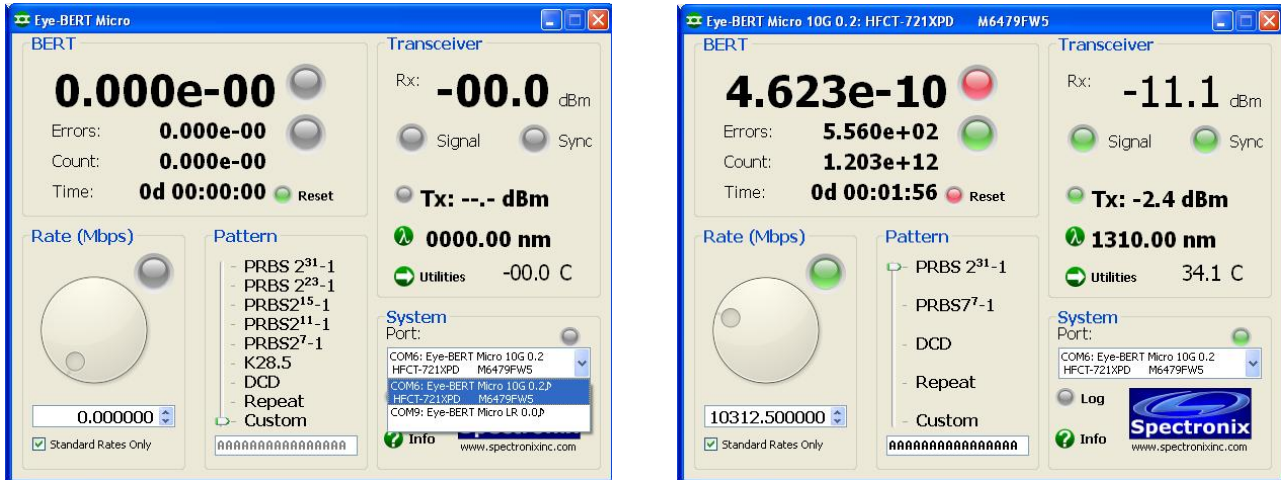 Eye-BERT Micro
BERT
0.000e-00
Errors: 0.000e-00
Count: 0.000e-00
Time: 0d 00:00:00 Reset
Transceiver
Rx: -00.0 dBm
Signal Sync
Tx: --.- dBm
λ 0000.00 nm
Utilities -00.0 C
Rate (Mbps)
0.000000
Standard Rates Only
Pattern
PRBS 2³¹-1
PRBS 2²³-1
PRBS2¹⁵-1
PRBS2¹¹-1
PRBS2⁷-1
K28.5
DCD
Repeat
Custom
AAAAAAAAAAAAAAAA
System
Port:
COM6: Eye-BERT Micro 10G 0.2
HFCT-721XPD M6479FW5
COM6: Eye-BERT Micro 10G 0.2♪
HFCT-721XPD M6479FW5
COM9: Eye-BERT Micro LR 0.0♪
? Info
www.spectronixinc.com
Eye-BERT Micro 10G 0.2: HFCT-721XPD M6479FW5
BERT
4.623e-10
Errors: 5.560e+02
Count: 1.203e+12
Time: 0d 00:01:56 Reset
Transceiver
Rx: -11.1 dBm
Signal Sync
Tx: -2.4 dBm
λ 1310.00 nm
Utilities 34.1 C
Rate (Mbps)
10312.500000
Standard Rates Only
Pattern
PRBS 2³¹-1
PRBS7⁷-1
DCD
Repeat
Custom
AAAAAAAAAAAAAAAA
System
Port:
COM6: Eye-BERT Micro 10G 0.2
HFCT-721XPD M6479FW5
Log
? Info
Spectronix
www.spectronixinc.com